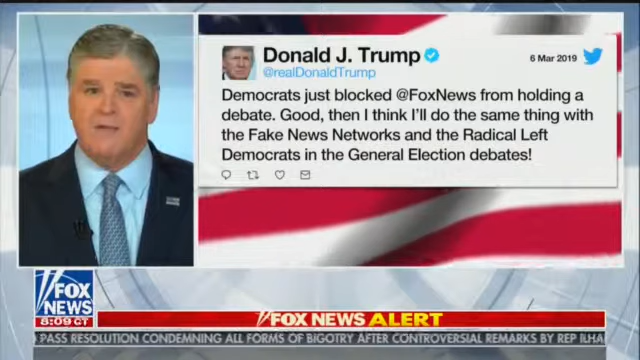 Donald J. Trump
6 Mar 2019
@realDonaldTrump
Democrats just blocked @FoxNews from holding a
debate. Good, then I think I'll do the same thing with
the Fake News Networks and the Radical Left
Democrats in the General Election debates!
FOX
NEWS
8:09 CT
FOX NEWS ALERT
O PASS RESOLUTION CONDEMNING ALL FORMS OF BIGOTRY AFTER CONTROVERSIAL REMARKS BY REP ILHA